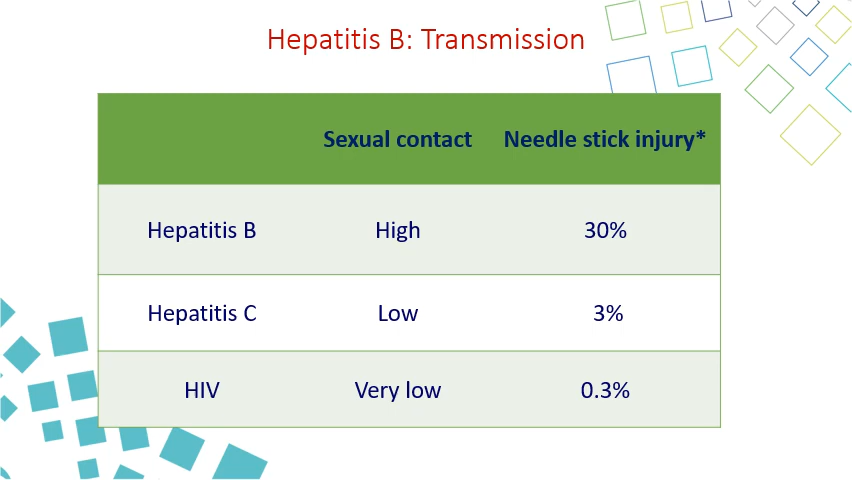 Hepatitis B: Transmission
Sexual contact Needle stick injury*
Hepatitis B High 30%
Hepatitis C Low 3%
HIV Very low 0.3%